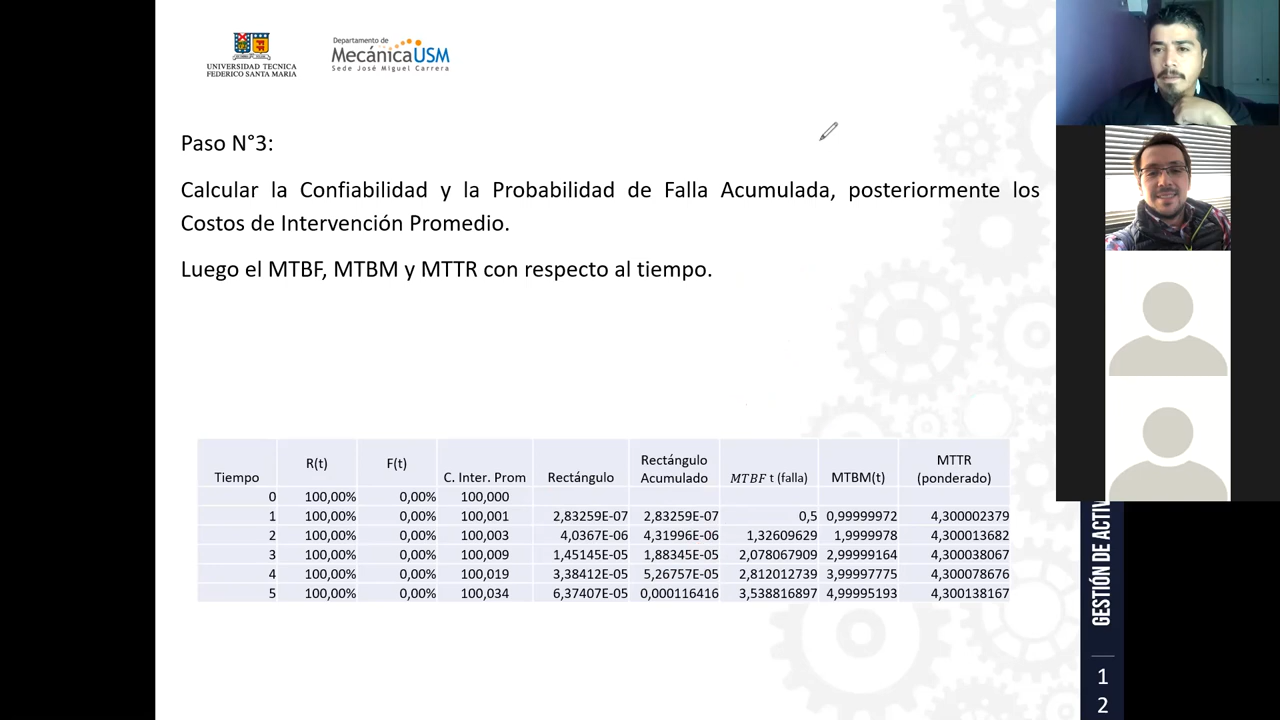 UNIVERSIDAD TECNICA
FEDERICO SANTA MARIA
Departamento de
MecánicaUSM
Sede José Miguel Carrera
Paso N°3:
Calcular la Confiabilidad y la Probabilidad de Falla Acumulada, posteriormente los
Costos de Intervención Promedio.
Luego el MTBF, MTBM y MTTR con respecto al tiempo.
Tiempo R(t) F(t) C. Inter. Prom Rectángulo Rectángulo Acumulado MTBF t (falla) MTBM(t) MTTR (ponderado)
0 100,00% 0,00% 100,000
1 100,00% 0,00% 100,001 2,83259E-07 2,83259E-07 0,5 0,99999972 4,300002379
2 100,00% 0,00% 100,003 4,0367E-06 4,31996E-06 1,32609629 1,9999978 4,300013682
3 100,00% 0,00% 100,009 1,45145E-05 1,88345E-05 2,078067909 2,99999164 4,300038067
4 100,00% 0,00% 100,019 3,38412E-05 5,26757E-05 2,812012739 3,99997775 4,300078676
5 100,00% 0,00% 100,034 6,37407E-05 0,000116416 3,538816897 4,99995193 4,300138167
GESTIÓN DE ACTIV
1
2